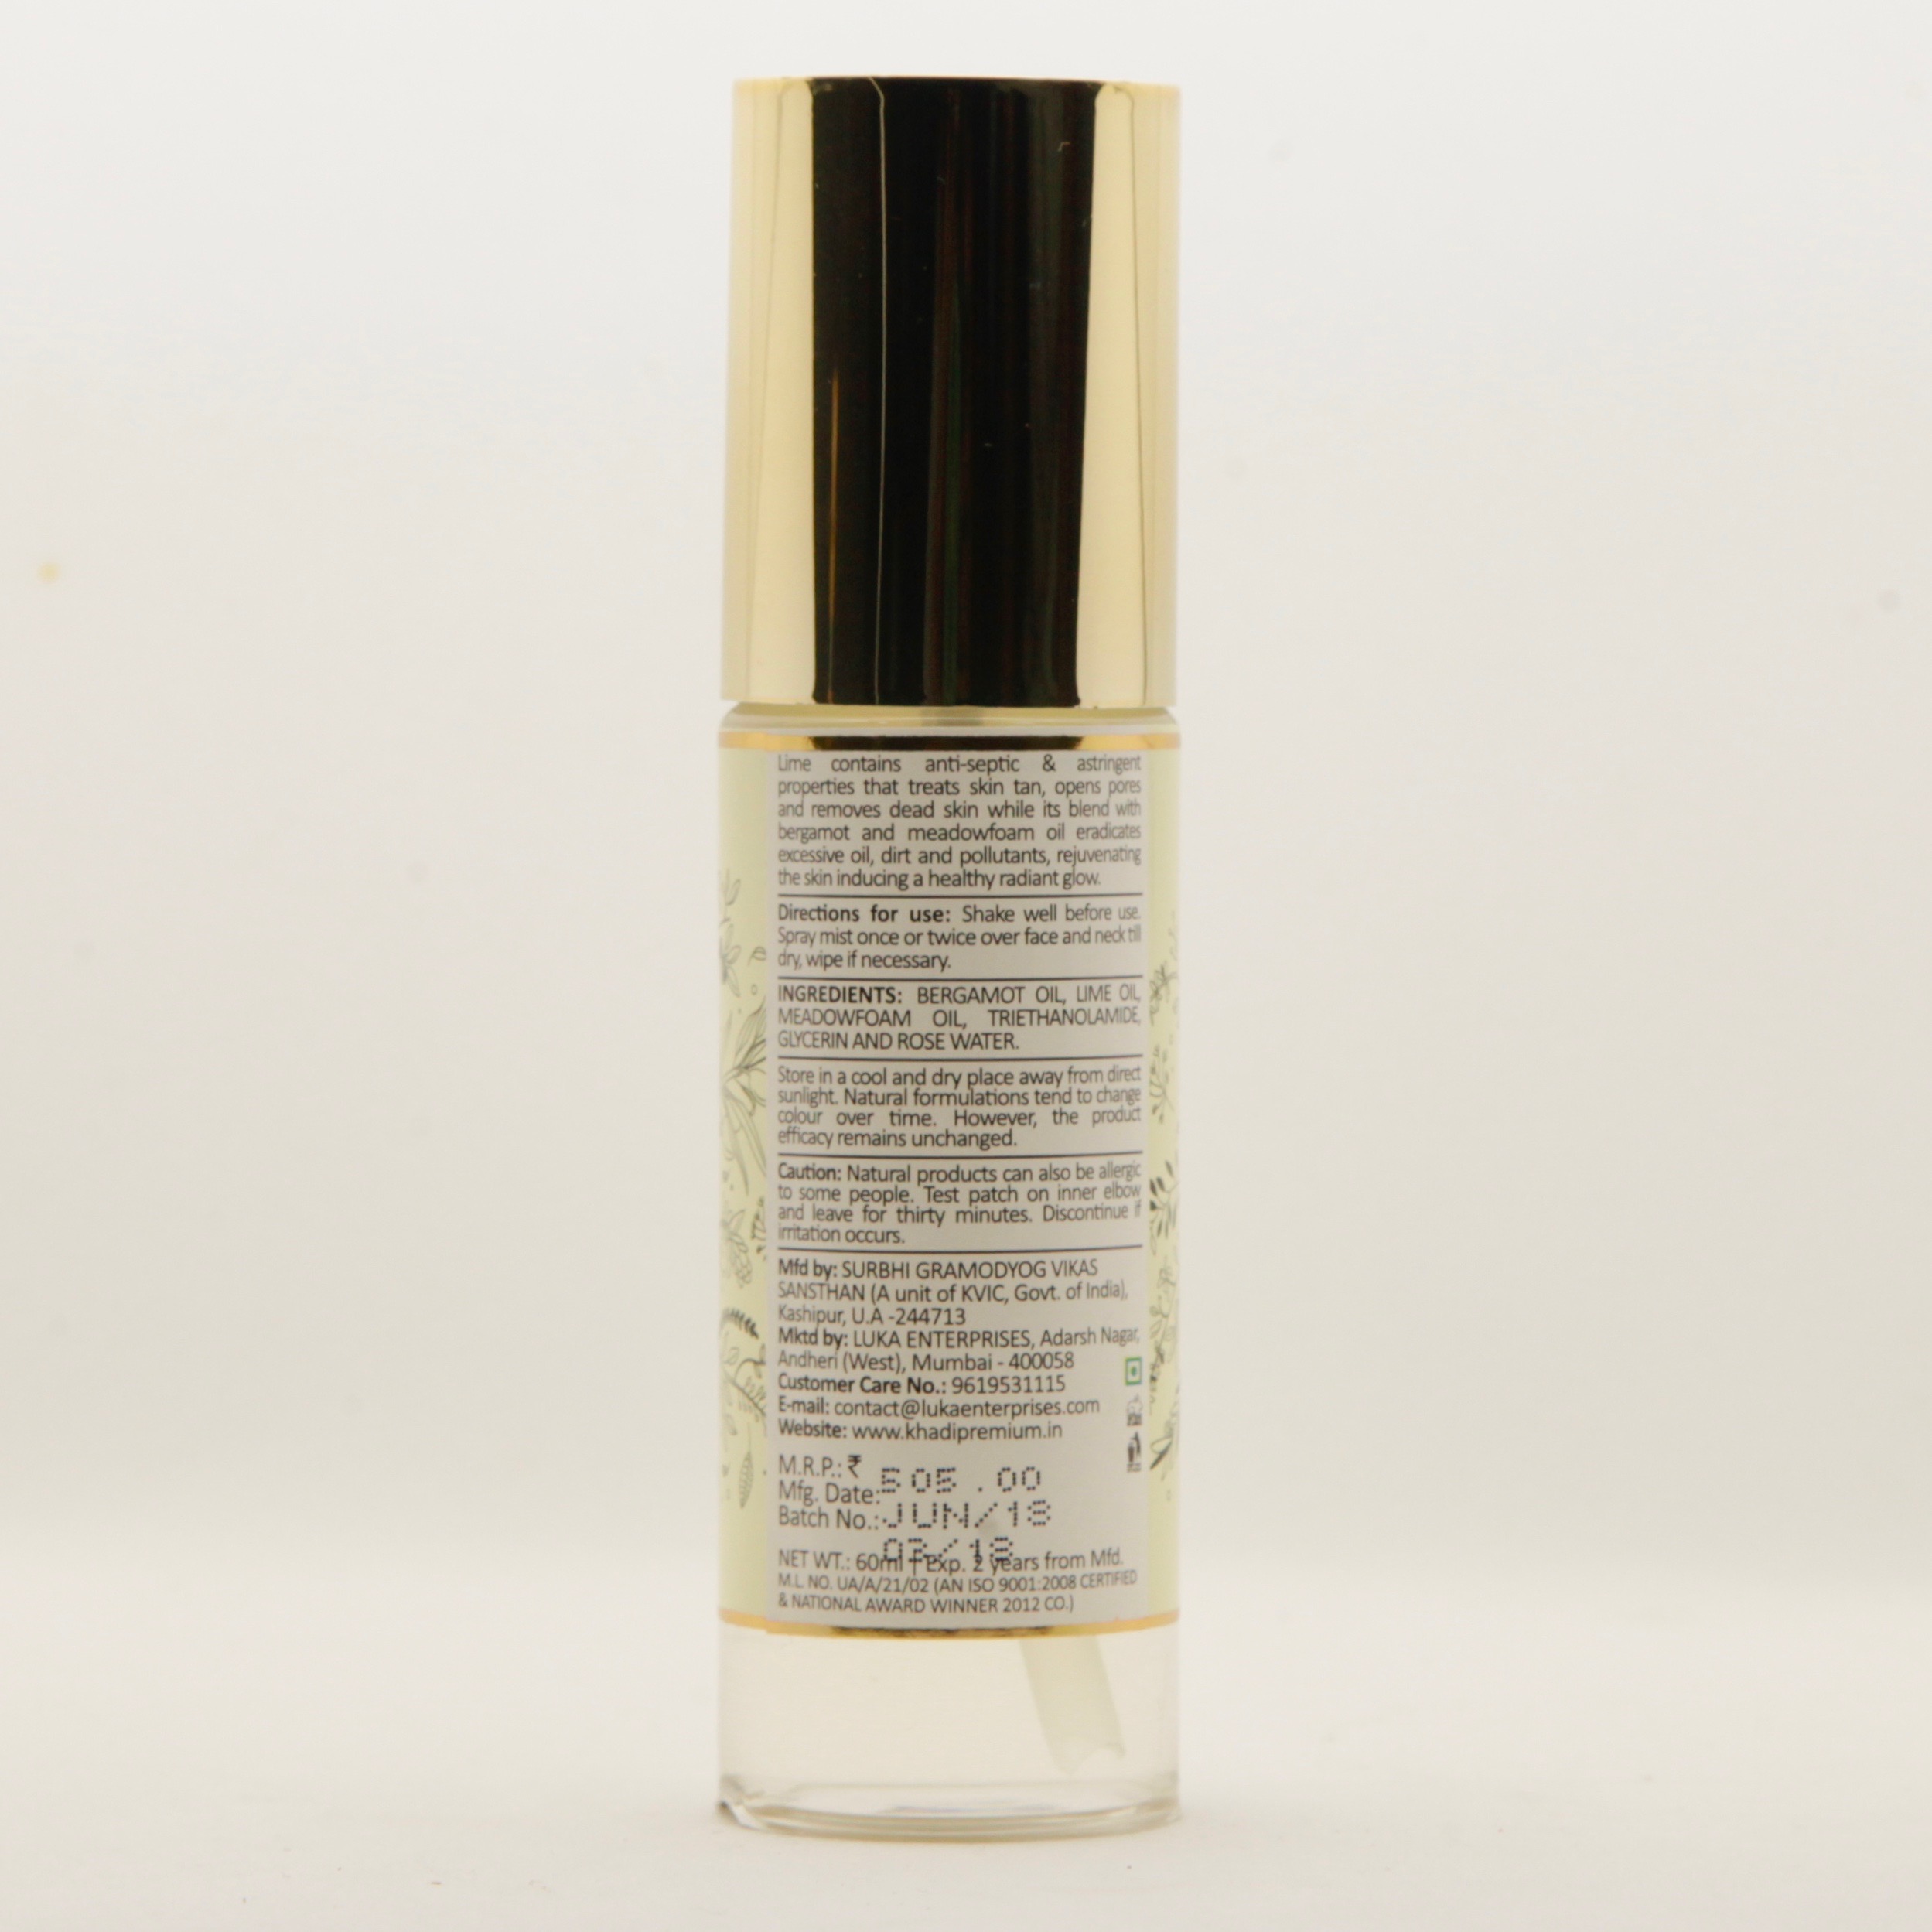 Lime contains anti-septic & astringent
properties that treats skin tan, opens pores
and removes dead skin while its blend with
bergamot and meadowfoam oil eradicates
excessive oil, dirt and pollutants, rejuvenating
the skin inducing a healthy radiant glow.
Directions for use: Shake well before use.
Spray mist once or twice over face and neck till
dry, wipe if necessary.
INGREDIENTS: BERGAMOT OIL, LIME OIL,
MEADOWFOAM OIL, TRIETHANOLAMIDE,
GLYCERIN AND ROSE WATER.
Store in a cool and dry place away from direct
sunlight. Natural formulations tend to change
colour over time. However, the product
efficacy remains unchanged.
Caution: Natural products can also be allergic
to some people. Test patch on inner elbow
and leave for thirty minutes. Discontinue if
irritation occurs.
Mfd by: SURBHI GRAMODYOG VIKAS
SANSTHAN (A unit of KVIC, Govt. of India),
Kashipur, U.A -244713
Mktd by: LUKA ENTERPRISES, Adarsh Nagar,
Andheri (West), Mumbai - 400058
Customer Care No.: 9619531115
E-mail: contact@lukaenterprises.com
Website: www.khadipremium.in
M.R.P.: ₹
Mfg. Date:
Batch No.:
JUN/18
NET WT.: 60ml | Exp. 2 years from Mfd.
M.L. NO. UA/A/21/02 (AN ISO 9001:2008 CERTIFIED
& NATIONAL AWARD WINNER 2012 CO.)